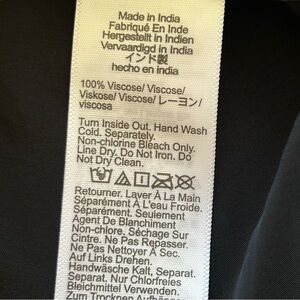 Made in India
Fabriqué En Inde
Hergestellt in Indien
Vervaardigd in India
インド製
hecho en india
100% Viscose/ Viscose/
Viskose/ Viscose/ レーヨン/
viscosa
Turn Inside Out. Hand Wash
Cold. Separately.
Non-chlorine Bleach Only.
Line Dry. Do Not Iron. Do
Not Dry Clean.
Retourner. Laver À La Main
Séparément À L'eau Froide.
Séparément. Seulement
Agent De Blanchiment
Non-chlore. Séchage Sur
Cintre. Ne Pas Repasser.
Ne Pas Nettoyer A Sec.
Auf Links Drehen.
Handwäsche Kalt, Separat.
Separat. Nur Chlorfreies
Bleichmittel Verwenden.
Zum Trocknen Aufhängen